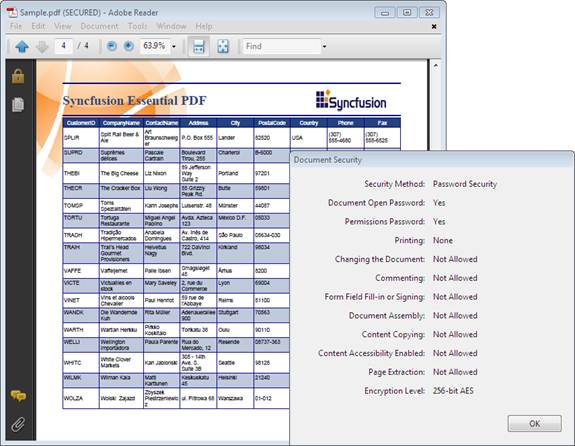 Sample.pdf (SECURED) - Adobe Reader
File Edit View Document Tools Window Help
4 / 4 63.9% Find
Syncfusion Essential PDF Syncfusion
CustomerID CompanyName ContactName Address City PostalCode Country Phone Fax
SPLIR Split Rail Beer & Ale Art Braunschweiger P.O. Box 555 Lander 82520 USA (307) 555-4680 (307) 555-6525
SUPRD Suprêmes délices Pascale Cartrain Boulevard Tirou, 255 Charleroi B-6000
THEBI The Big Cheese Liz Nixon 89 Jefferson Way Suite 2 Portland 97201
THECR The Cracker Box Liu Wong 55 Grizzly Peak Rd. Butte 59801
TOMSP Toms Spezialitäten Karin Josephs Luisenstr. 48 Münster 44087
TORTU Tortuga Restaurante Miguel Angel Paolino Avda. Azteca 123 México D.F. 05033
TRADH Tradição Hipermercados Anabela Domingues Av. Inês de Castro, 414 São Paulo 05634-030
TRAIH Trail's Head Gourmet Provisioners Helvetius Nagy 722 DaVinci Blvd. Kirkland 98034
VAFFE Vaffeljernet Palle Ibsen Smagsløget 45 Århus 8200
VICTE Victuailles en stock Mary Saveley 2, rue du Commerce Lyon 69004
VINET Vins et alcools Chevalier Paul Henriot 59 rue de l'Abbaye Reims 51100
WANDK Die Wandernde Kuh Rita Müller Adenauerallee 900 Stuttgart 70563
WARTH Wartian Herkku Pirkko Koskitalo Torikatu 38 Oulu 90110
WELLI Wellington Importadora Paula Parente Rua do Mercado, 12 Resende 08737-363
WHITC White Clover Markets Karl Jablonski 305 - 14th Ave. S. Suite 3B Seattle 98128
WILMK Wilman Kala Matti Karttunen Keskuskatu 45 Helsinki 21240
WOLZA Wolski Zajazd Zbyszek Piestrzeniewicz ul. Filtrowa 68 Warszawa 01-012
Document Security
Security Method: Password Security
Document Open Password: Yes
Permissions Password: Yes
Printing: None
Changing the Document: Not Allowed
Commenting: Not Allowed
Form Field Fill-in or Signing: Not Allowed
Document Assembly: Not Allowed
Content Copying: Not Allowed
Content Accessibility Enabled: Not Allowed
Page Extraction: Not Allowed
Encryption Level: 256-bit AES
OK